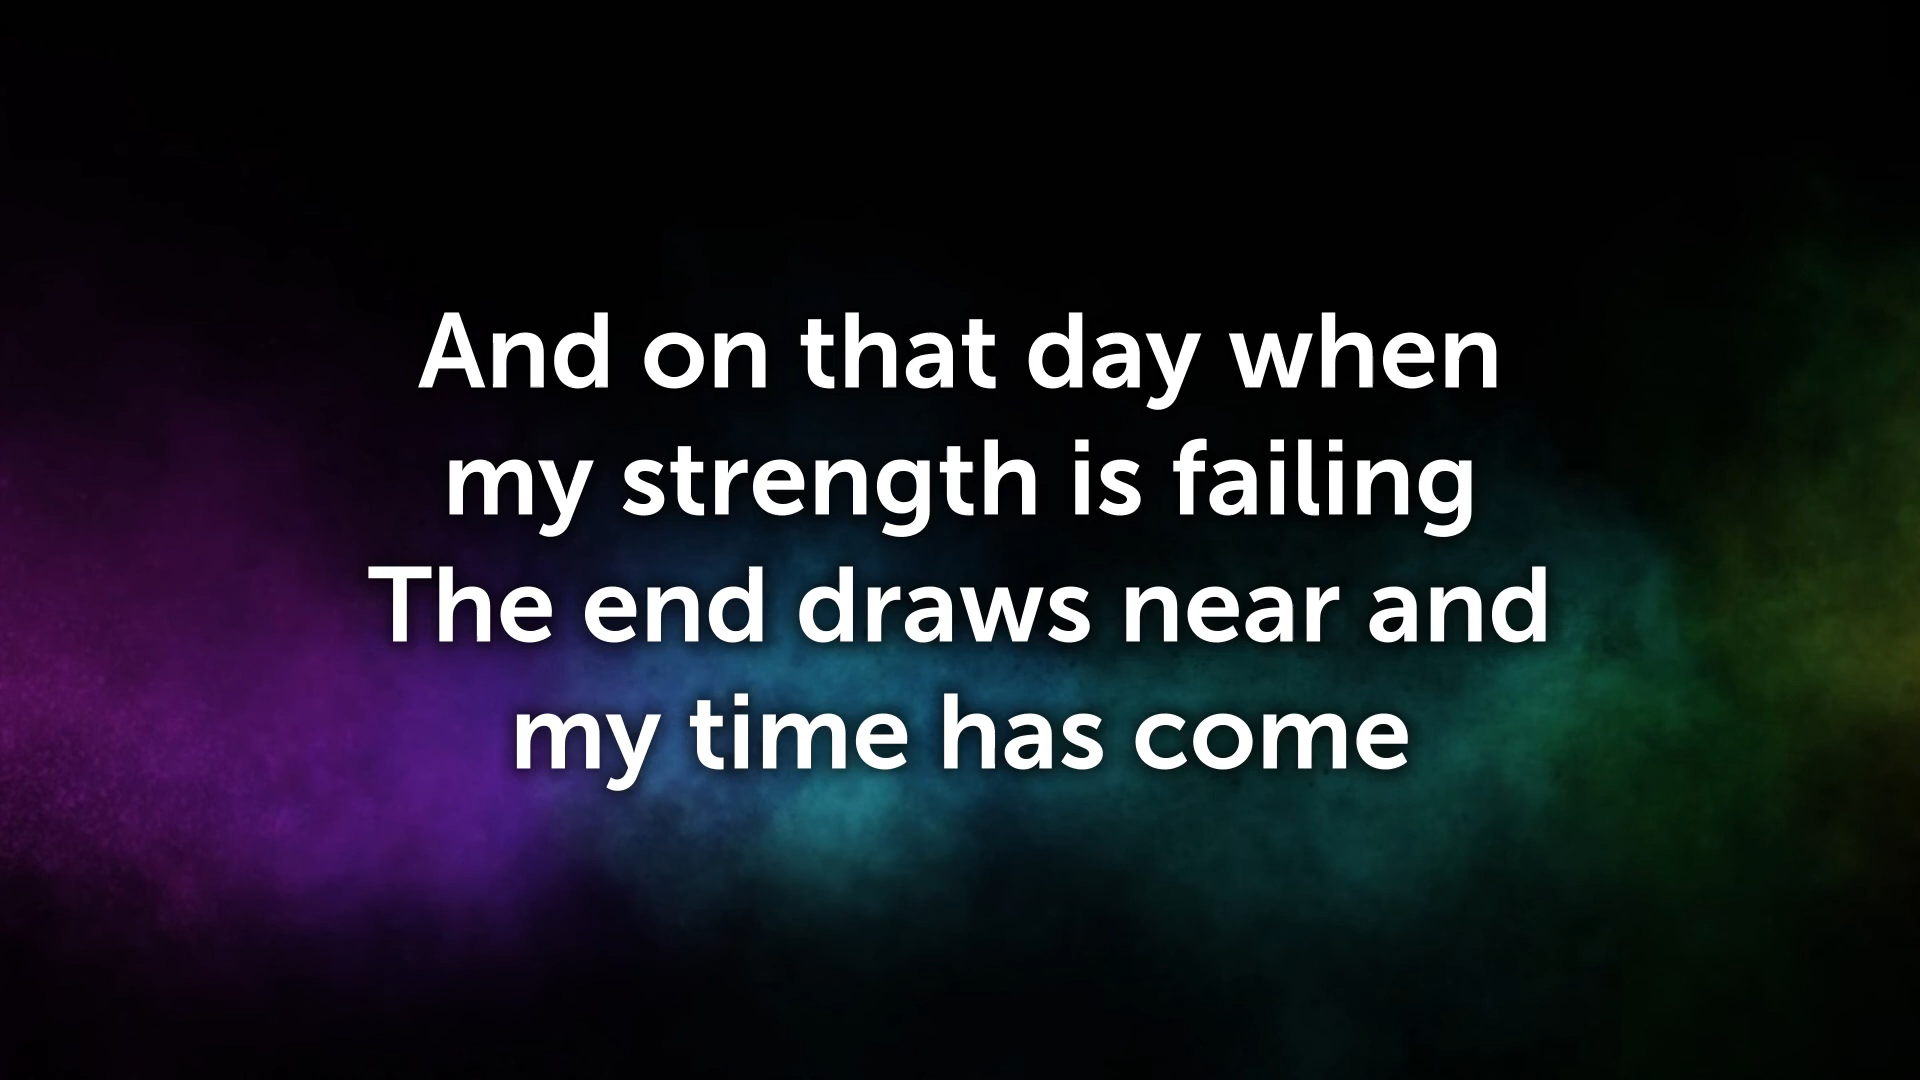 And on that day when
my strength is failing
The end draws near and
my time has come